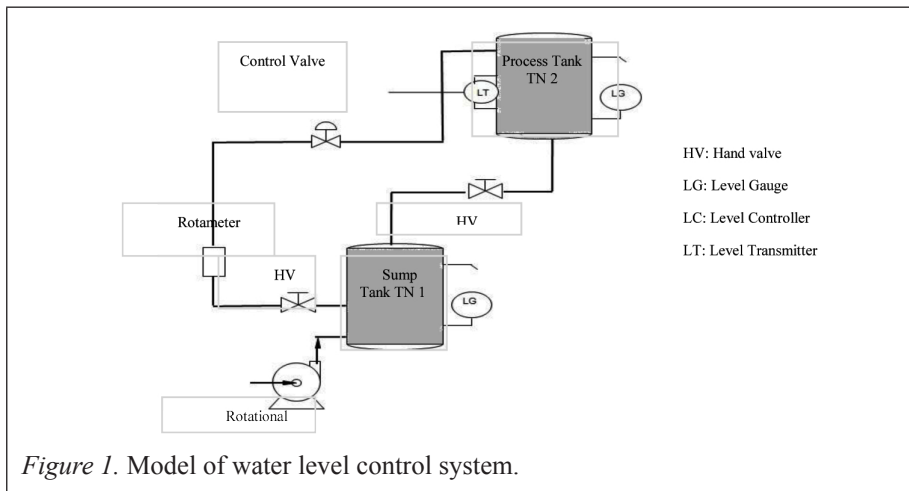 Control Valve
Process Tank
TN 2
LT
LG
HV: Hand valve
LG: Level Gauge
LC: Level Controller
LT: Level Transmitter
HV
Rotameter
HV
Sump
Tank TN 1
LG
Rotational
Figure 1. Model of water level control system.